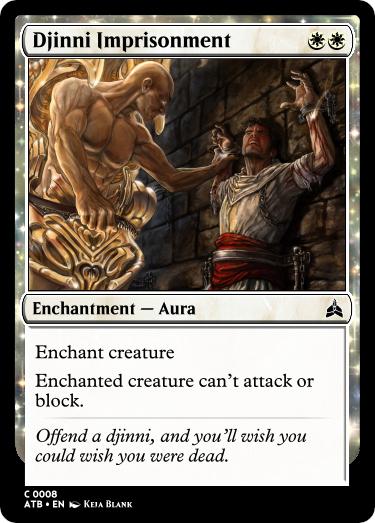 Djinni Imprisonment
Enchantment — Aura
Enchant creature
Enchanted creature can't attack or
block.
Offend a djinni, and you'll wish you
could wish you were dead.
C 0008
ATB • EN Keja Blank